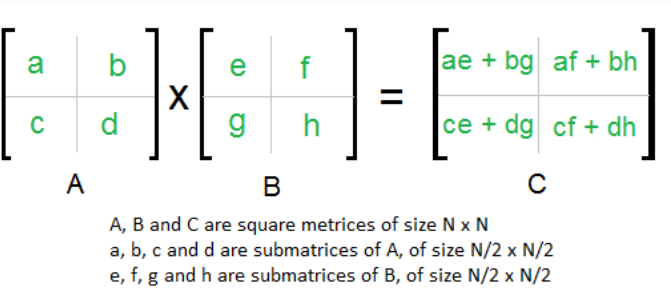 a b e f ae + bg af + bh
X =
c d g h ce + dg cf + dh
A B C
A, B and C are square metrices of size N x N
a, b, c and d are submatrices of A, of size N/2 x N/2
e, f, g and h are submatrices of B, of size N/2 x N/2